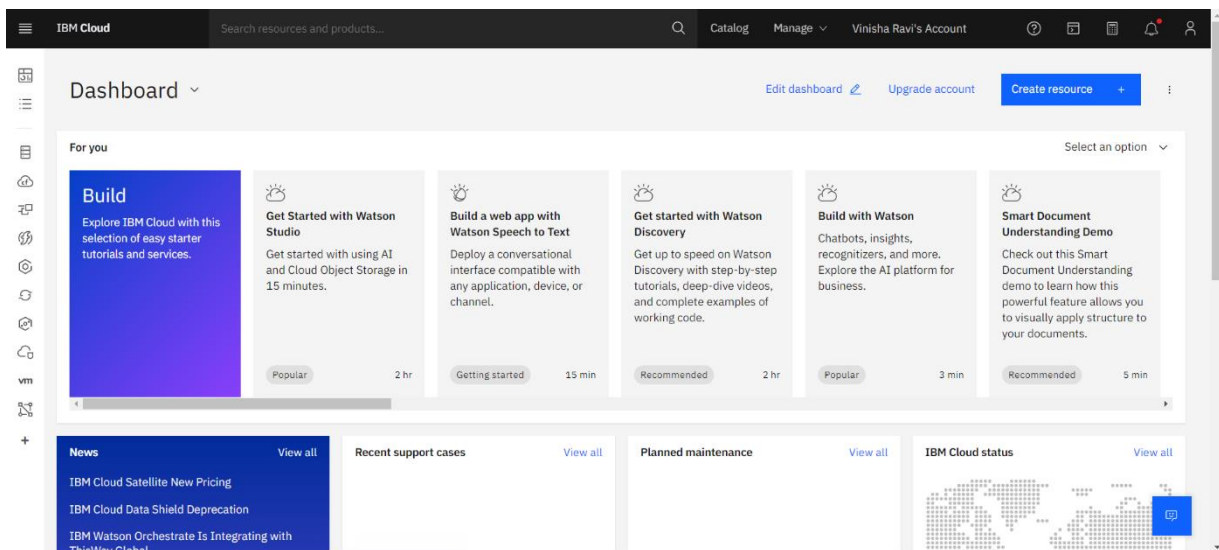 IBM Cloud
Search resources and products...
Catalog
Manage
Vinisha Ravi's Account
Dashboard
Edit dashboard
Upgrade account
Create resource +
For you
Select an option
Build
Explore IBM Cloud with this
selection of easy starter
tutorials and services.
Get Started with Watson
Studio
Get started with using AI
and Cloud Object Storage in
15 minutes.
Popular
2 hr
Build a web app with
Watson Speech to Text
Deploy a conversational
interface compatible with
any application, device, or
channel.
Getting started
15 min
Get started with Watson
Discovery
Get up to speed on Watson
Discovery with step-by-step
tutorials, deep-dive videos,
and complete examples of
working code.
Recommended
2 hr
Build with Watson
Chatbots, insights,
recognitizers, and more.
Explore the AI platform for
business.
Popular
3 min
Smart Document
Understanding Demo
Check out this Smart
Document Understanding
demo to learn how this
powerful feature allows you
to visually apply structure to
your documents.
Recommended
5 min
vm
News
View all
IBM Cloud Satellite New Pricing
IBM Cloud Data Shield Deprecation
IBM Watson Orchestrate Is Integrating with
ThisWay Global
Recent support cases
View all
Planned maintenance
View all
IBM Cloud status
View all